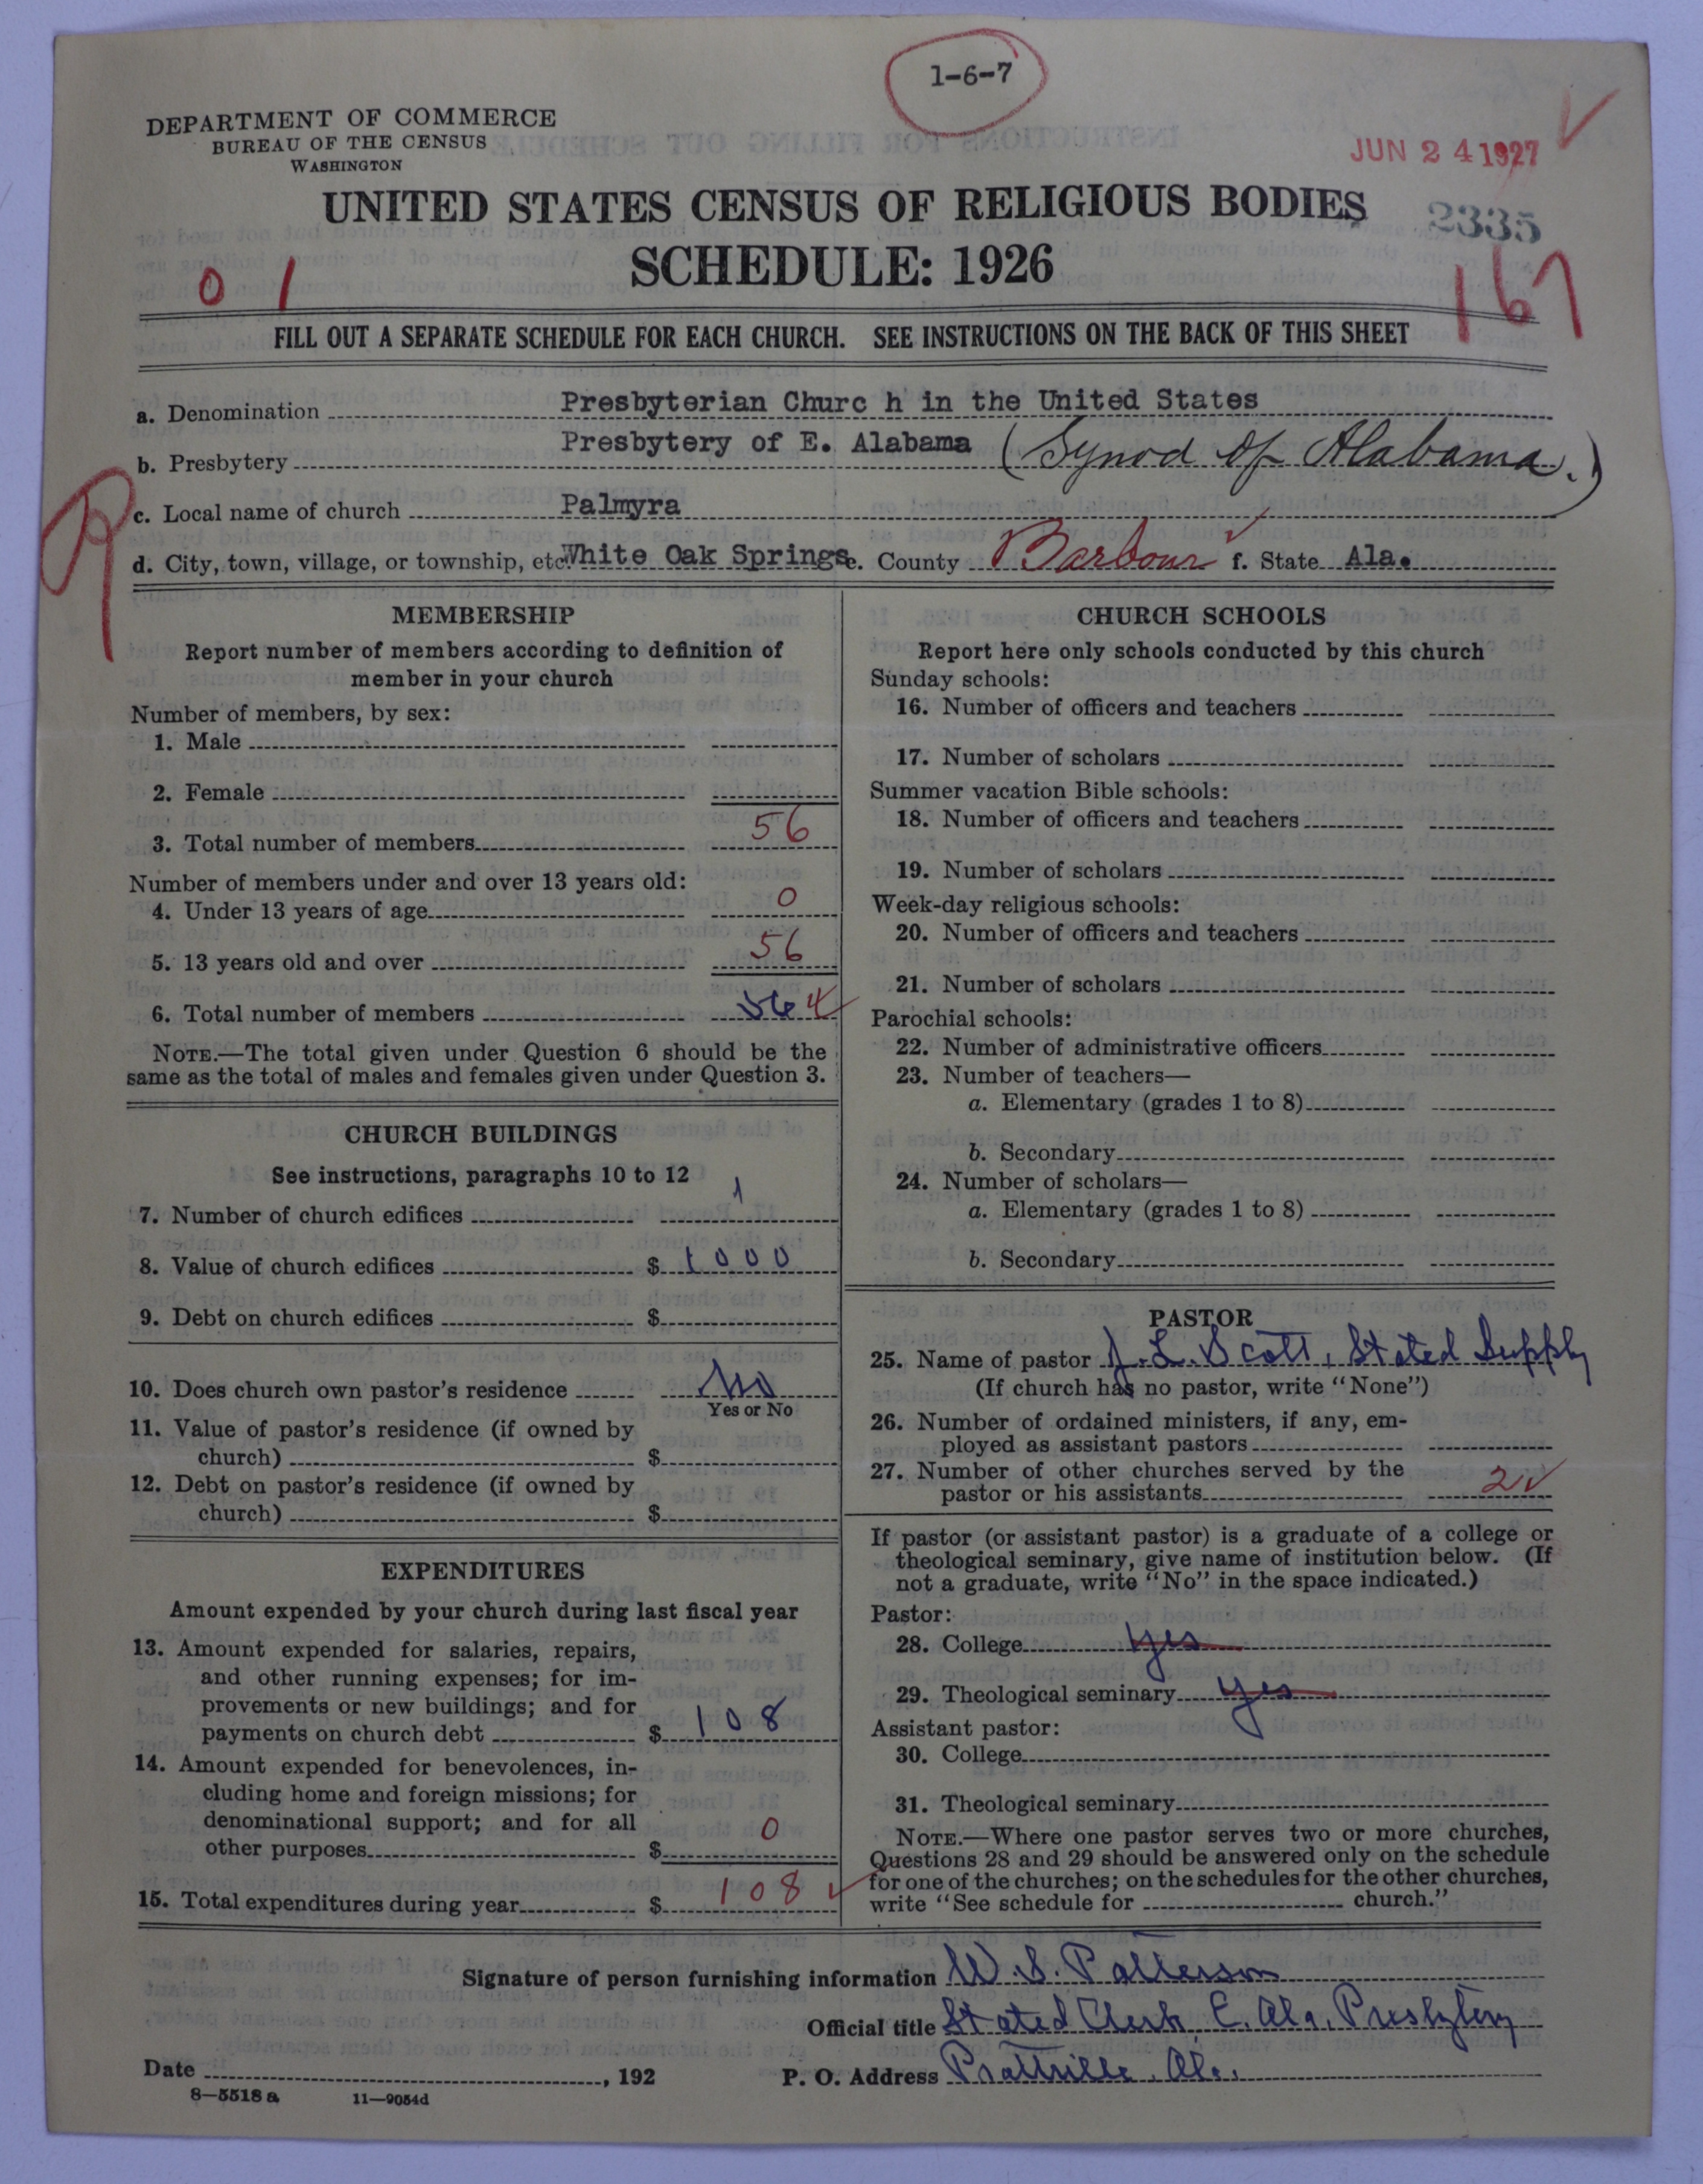 1-6-7
DEPARTMENT OF COMMERCE
BUREAU OF THE CENSUS
WASHINGTON
JUN 24 1927
UNITED STATES CENSUS OF RELIGIOUS BODIES
2335
SCHEDULE: 1926
0 1
167
FILL OUT A SEPARATE SCHEDULE FOR EACH CHURCH. SEE INSTRUCTIONS ON THE BACK OF THIS SHEET
a. Denomination Presbyterian Churc h in the United States
b. Presbytery Presbytery of E. Alabama (Synod of Alabama.)
R
c. Local name of church Palmyra
d. City, town, village, or township, etc. White Oak Springs e. County Barbour f. State Ala.
MEMBERSHIP
Report number of members according to definition of
member in your church
Number of members, by sex:
1. Male
2. Female
3. Total number of members 56
Number of members under and over 13 years old:
4. Under 13 years of age 0
5. 13 years old and over 56
6. Total number of members 56 4
NOTE.—The total given under Question 6 should be the
same as the total of males and females given under Question 3.
CHURCH BUILDINGS
See instructions, paragraphs 10 to 12
7. Number of church edifices 1
8. Value of church edifices $ 1000
9. Debt on church edifices $
10. Does church own pastor's residence No
Yes or No
11. Value of pastor's residence (if owned by
church) $
12. Debt on pastor's residence (if owned by
church) $
EXPENDITURES
Amount expended by your church during last fiscal year
13. Amount expended for salaries, repairs,
and other running expenses; for im-
provements or new buildings; and for
payments on church debt $ 108
14. Amount expended for benevolences, in-
cluding home and foreign missions; for
denominational support; and for all
other purposes $ 0
15. Total expenditures during year $ 108
CHURCH SCHOOLS
Report here only schools conducted by this church
Sunday schools:
16. Number of officers and teachers
17. Number of scholars
Summer vacation Bible schools:
18. Number of officers and teachers
19. Number of scholars
Week-day religious schools:
20. Number of officers and teachers
21. Number of scholars
Parochial schools:
22. Number of administrative officers
23. Number of teachers—
a. Elementary (grades 1 to 8)
b. Secondary
24. Number of scholars—
a. Elementary (grades 1 to 8)
b. Secondary
PASTOR
25. Name of pastor J. L. Scott, Stated Supply
(If church has no pastor, write "None")
26. Number of ordained ministers, if any, em-
ployed as assistant pastors
27. Number of other churches served by the
pastor or his assistants 2
If pastor (or assistant pastor) is a graduate of a college or
theological seminary, give name of institution below. (If
not a graduate, write "No" in the space indicated.)
Pastor:
28. College yes
29. Theological seminary yes
Assistant pastor:
30. College
31. Theological seminary
NOTE.—Where one pastor serves two or more churches,
Questions 28 and 29 should be answered only on the schedule
for one of the churches; on the schedules for the other churches,
write "See schedule for church."
Signature of person furnishing information W. S. Patterson
Official title Stated Clerk E. Ala. Presbytery
Date , 192 P. O. Address Prattville, Ala.
8—5518 a 11—9054d